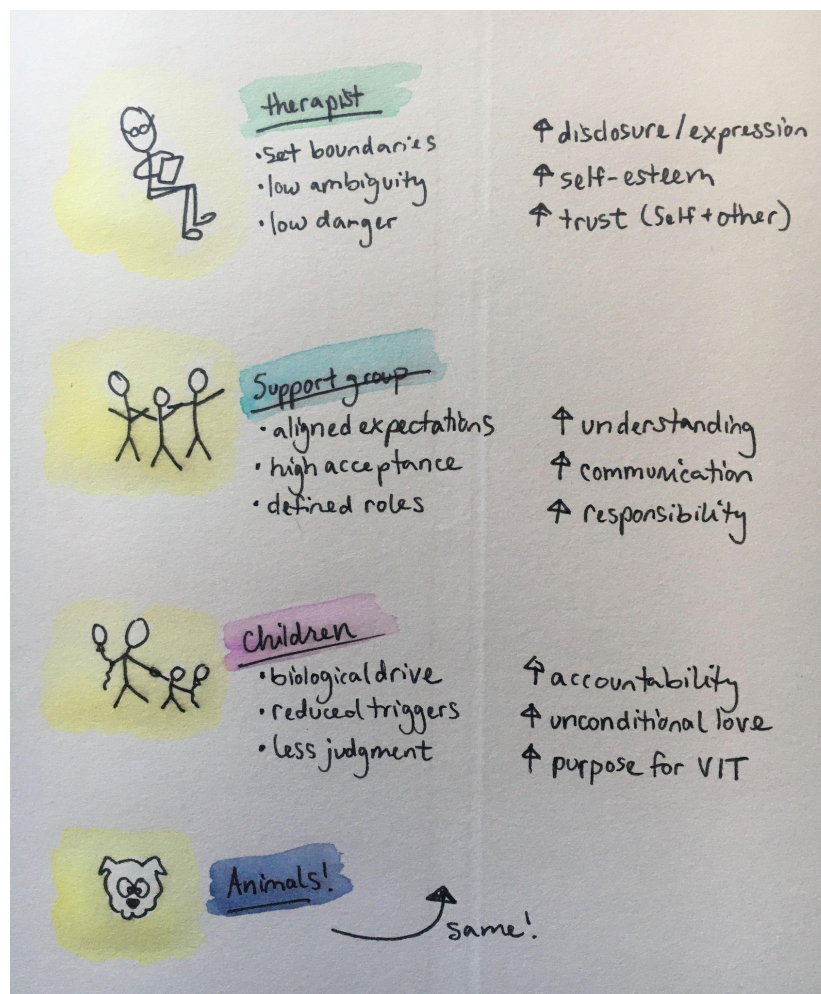 therapist
• set boundaries
• low ambiguity
• low danger
↑ disclosure/expression
↑ self-esteem
↑ trust (self + other)
Support group
• aligned expectations
• high acceptance
• defined roles
↑ understanding
↑ communication
↑ responsibility
Children
• biological drive
• reduced triggers
• less judgment
↑ accountability
↑ unconditional love
↑ purpose for VIT
Animals!
same!